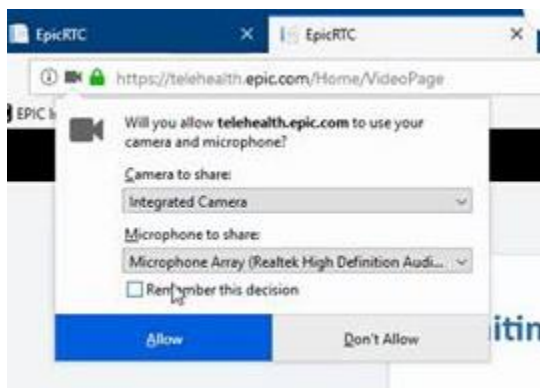 EpicRTC
EpicRTC
https://telehealth.epic.com/Home/VideoPage
EPIC
Will you allow telehealth.epic.com to use your
camera and microphone?
Camera to share:
Integrated Camera
Microphone to share:
Microphone Array (Realtek High Definition Audi...
Remember this decision
Allow
Don't Allow
itin